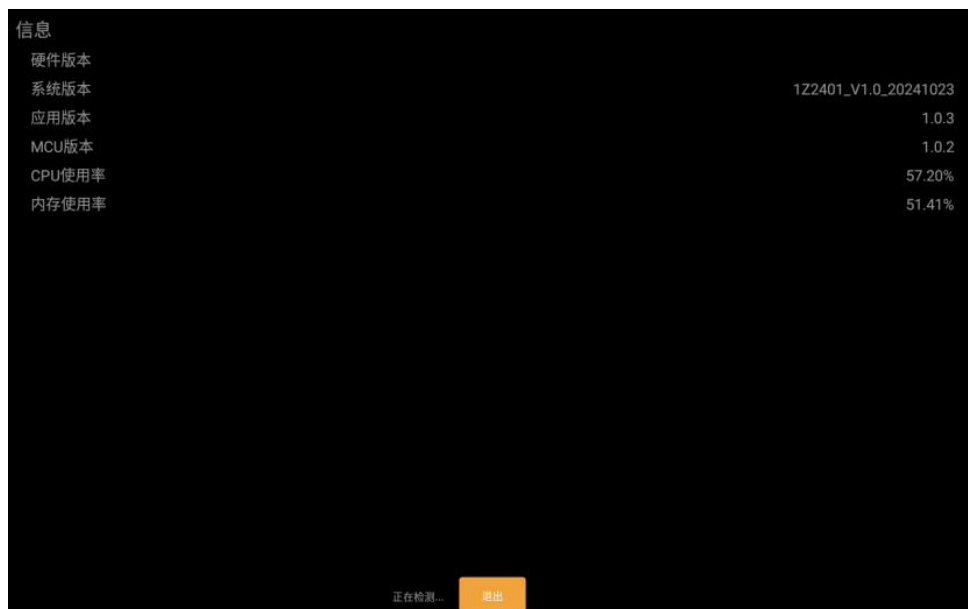 信息
硬件版本
系统版本 1Z2401_V1.0_20241023
应用版本 1.0.3
MCU版本 1.0.2
CPU使用率 57.20%
内存使用率 51.41%
正在检测... 退出